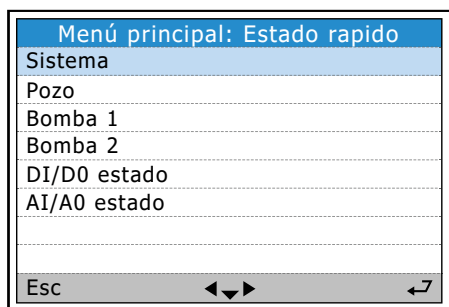 Menú principal: Estado rapido
Sistema
Pozo
Bomba 1
Bomba 2
DI/D0 estado
AI/A0 estado
Esc